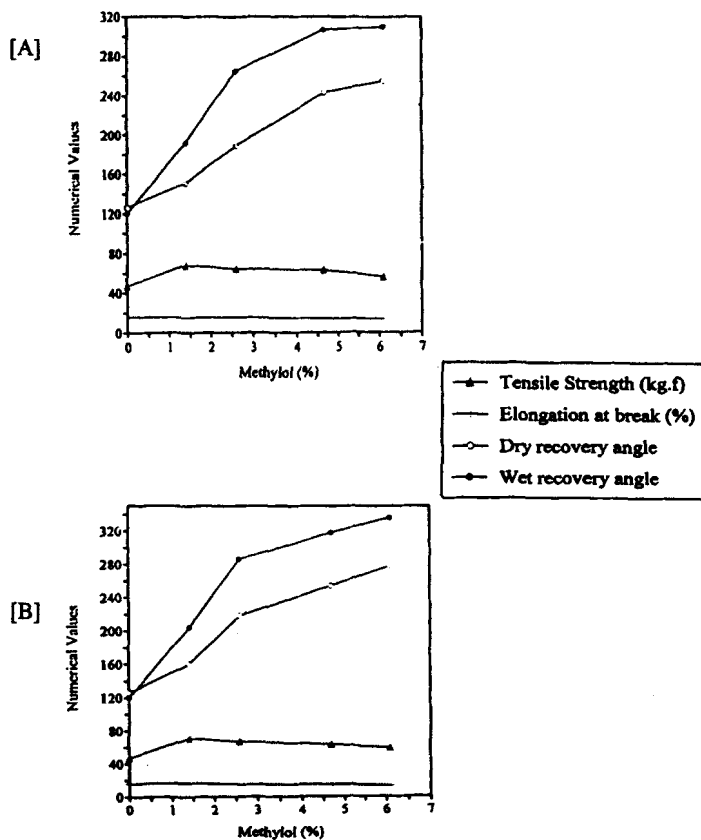 [A]
Numerical Values
320
280
240
200
160
120
80
40
0
0 1 2 3 4 5 6 7
Methylol (%)
Tensile Strength (kg.f)
Elongation at break (%)
Dry recovery angle
Wet recovery angle
[B]
Numerical Values
320
280
240
200
160
120
80
40
0
0 1 2 3 4 5 6 7
Methylol (%)